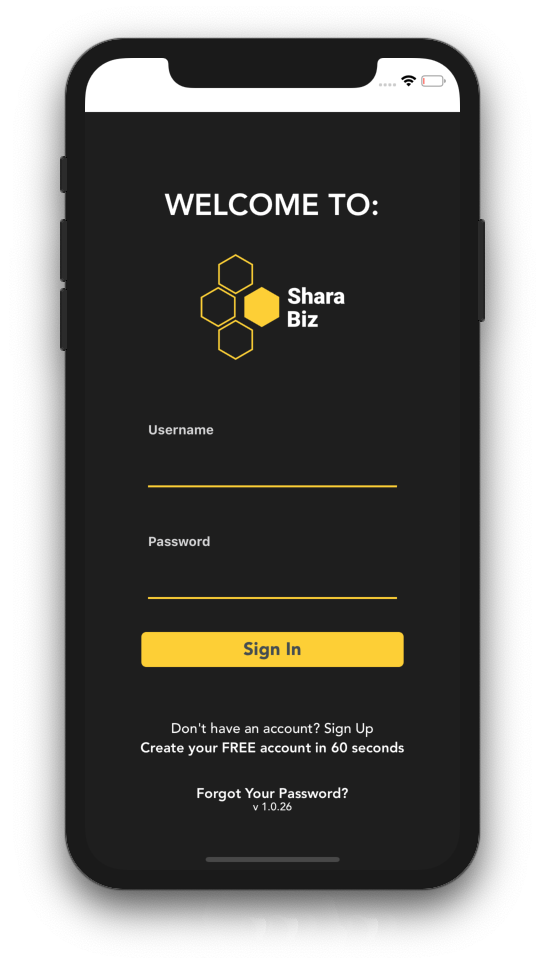 WELCOME TO:
Shara
Biz
Username
Password
Sign In
Don't have an account? Sign Up
Create your FREE account in 60 seconds
Forgot Your Password?
v 1.0.26